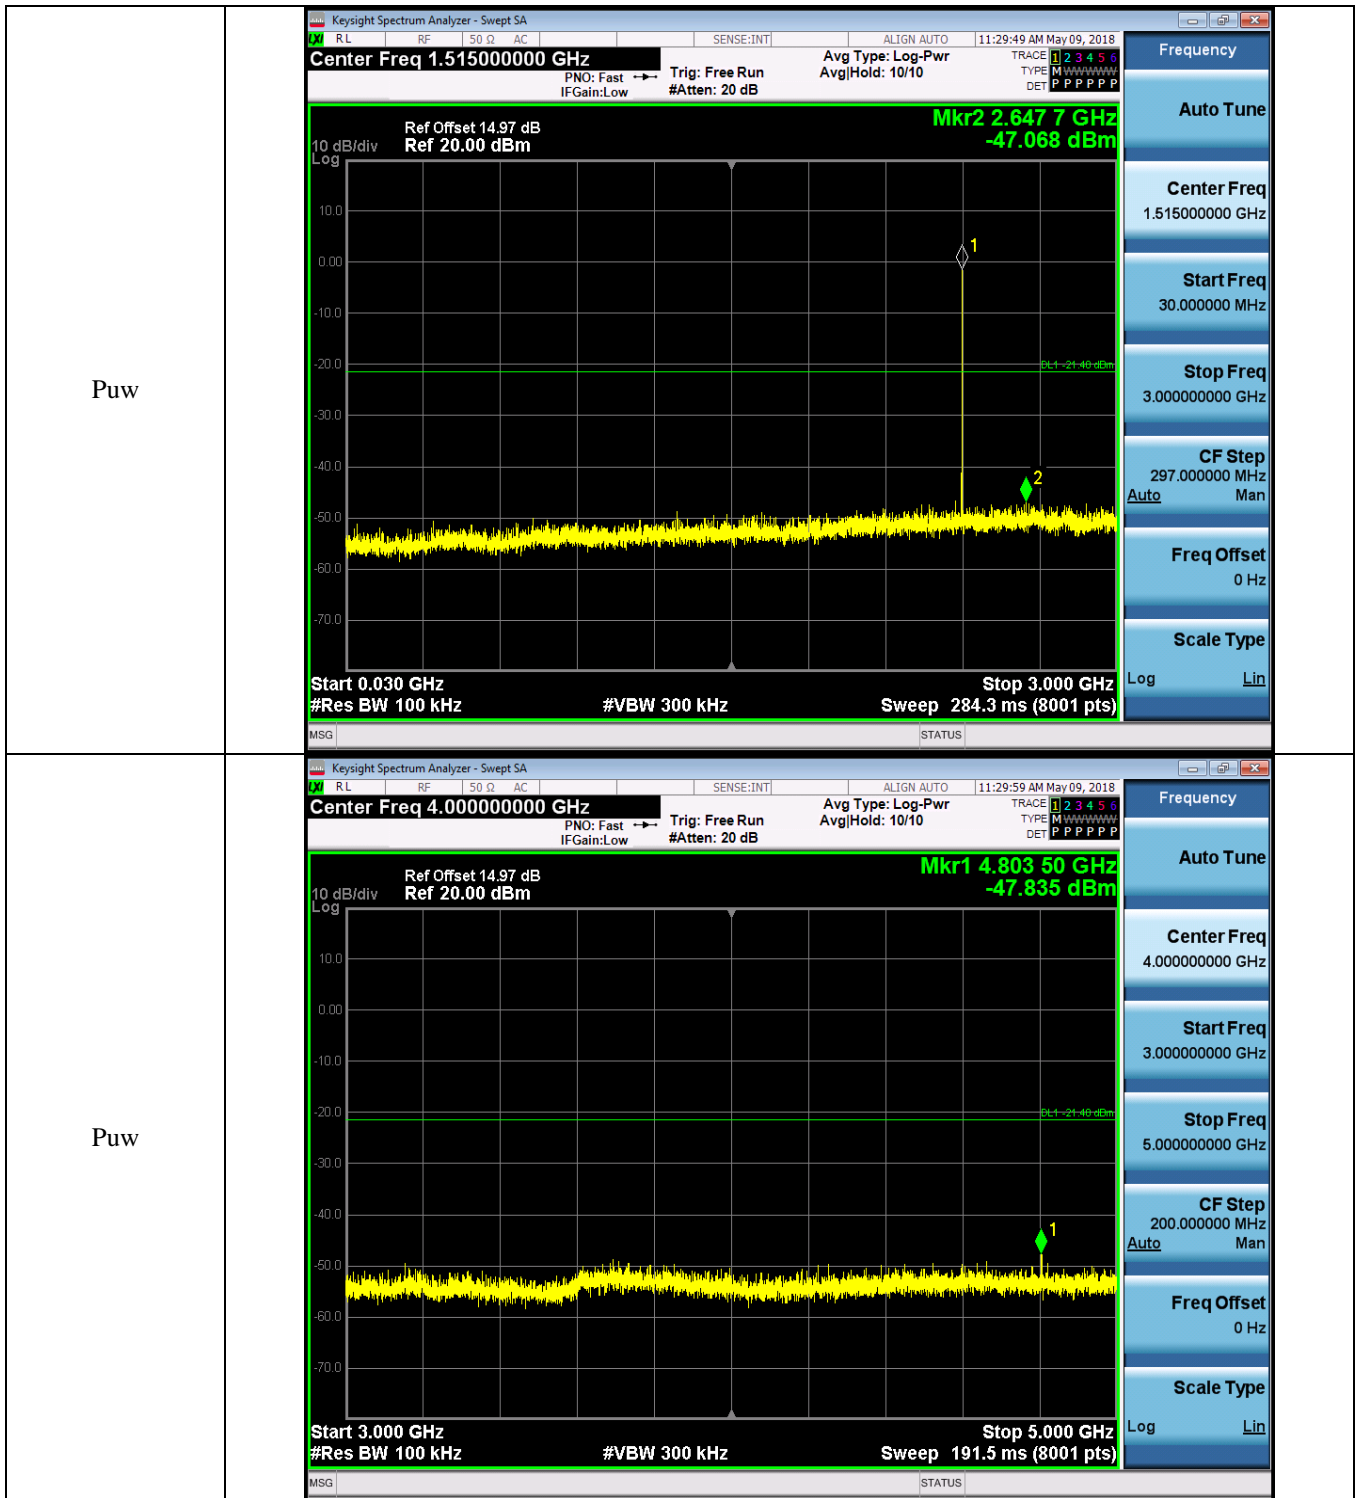 Puw
Keysight Spectrum Analyzer - Swept SA
LXI RL RF 50 Ω AC SENSE:INT ALIGN AUTO 11:29:49 AM May 09, 2018
Center Freq 1.515000000 GHz
PNO: Fast
IFGain:Low
Trig: Free Run
#Atten: 20 dB
Avg Type: Log-Pwr
Avg|Hold: 10/10
TRACE 1 2 3 4 5 6
TYPE M WWWWW
DET P P P P P P
Mkr2 2.647 7 GHz
-47.068 dBm
Ref Offset 14.97 dB
10 dB/div Ref 20.00 dBm
Log
10.0
0.00
-10.0
-20.0
-30.0
-40.0
-50.0
-60.0
-70.0
1
DL1 -21.40 dBm
2
Start 0.030 GHz Stop 3.000 GHz
#Res BW 100 kHz #VBW 300 kHz Sweep 284.3 ms (8001 pts)
MSG STATUS
Frequency
Auto Tune
Center Freq
1.515000000 GHz
Start Freq
30.000000 MHz
Stop Freq
3.000000000 GHz
CF Step
297.000000 MHz
Auto Man
Freq Offset
0 Hz
Scale Type
Log Lin
Puw
Keysight Spectrum Analyzer - Swept SA
LXI RL RF 50 Ω AC SENSE:INT ALIGN AUTO 11:29:59 AM May 09, 2018
Center Freq 4.000000000 GHz
PNO: Fast
IFGain:Low
Trig: Free Run
#Atten: 20 dB
Avg Type: Log-Pwr
Avg|Hold: 10/10
TRACE 1 2 3 4 5 6
TYPE M WWWWW
DET P P P P P P
Mkr1 4.803 50 GHz
-47.835 dBm
Ref Offset 14.97 dB
10 dB/div Ref 20.00 dBm
Log
10.0
0.00
-10.0
-20.0
-30.0
-40.0
-50.0
-60.0
-70.0
DL1 -21.40 dBm
1
Start 3.000 GHz Stop 5.000 GHz
#Res BW 100 kHz #VBW 300 kHz Sweep 191.5 ms (8001 pts)
MSG STATUS
Frequency
Auto Tune
Center Freq
4.000000000 GHz
Start Freq
3.000000000 GHz
Stop Freq
5.000000000 GHz
CF Step
200.000000 MHz
Auto Man
Freq Offset
0 Hz
Scale Type
Log Lin